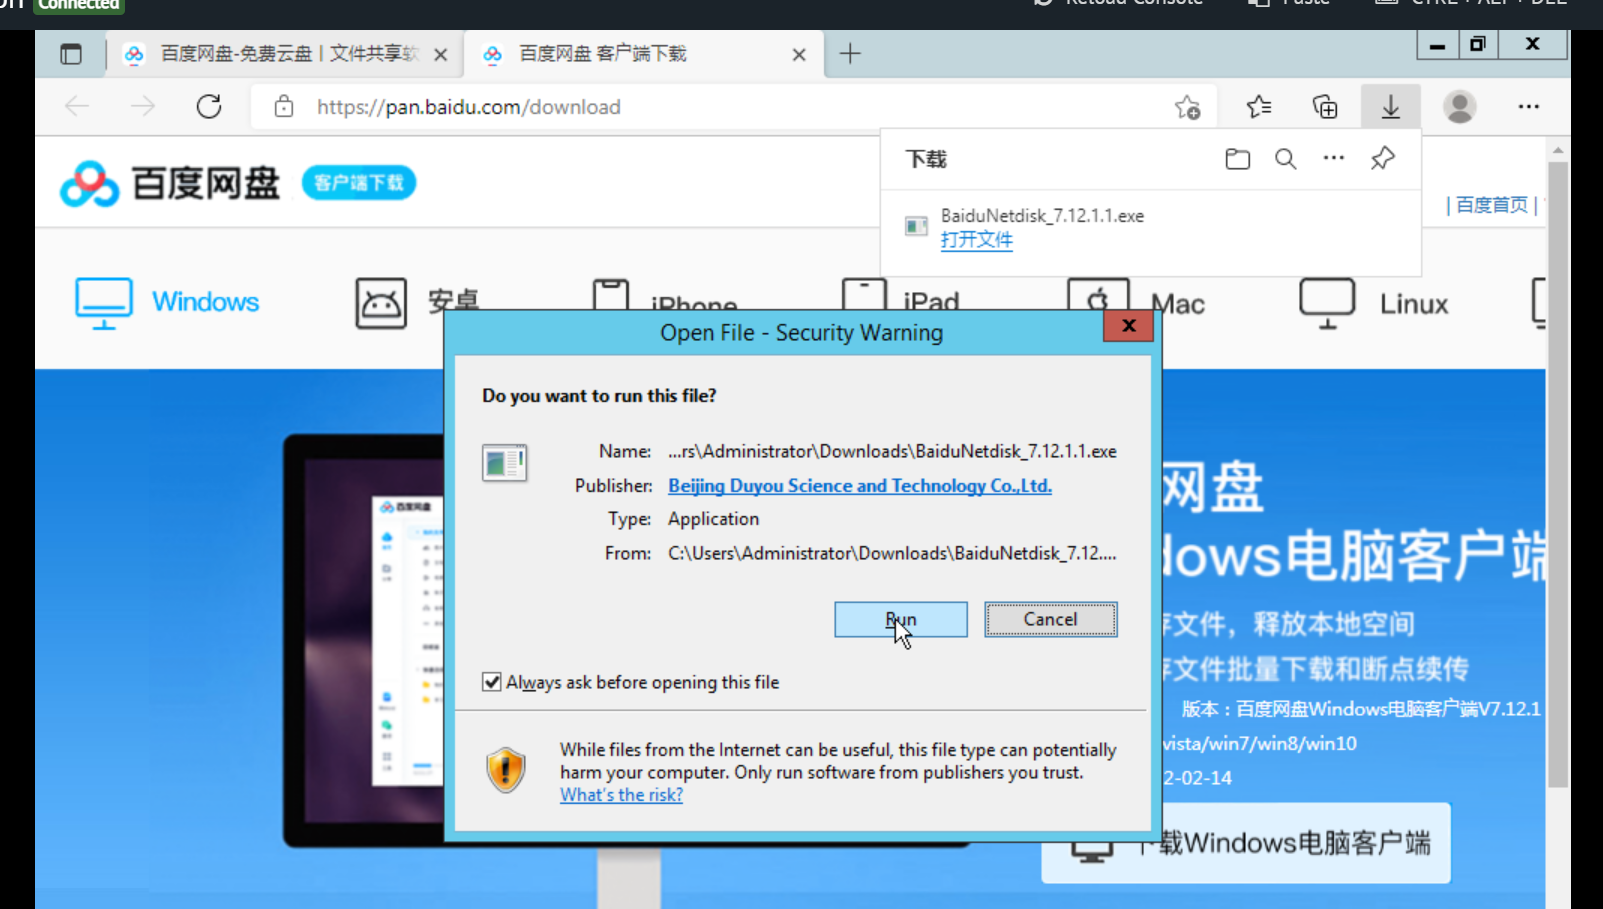 Connected
Reload Console
Paste
CTRL + ALT + DEL
百度网盘-免费云盘丨文件共享软
百度网盘 客户端下载
https://pan.baidu.com/download
百度网盘
客户端下载
下载
BaiduNetdisk_7.12.1.1.exe
打开文件
|百度首页|
Windows
安卓
iPhone
iPad
Mac
Linux
Open File - Security Warning
Do you want to run this file?
Name: ...rs\Administrator\Downloads\BaiduNetdisk_7.12.1.1.exe
Publisher: Beijing Duyou Science and Technology Co.,Ltd.
Type: Application
From: C:\Users\Administrator\Downloads\BaiduNetdisk_7.12....
Run
Cancel
Always ask before opening this file
While files from the Internet can be useful, this file type can potentially
harm your computer. Only run software from publishers you trust.
What's the risk?
百度网盘
网盘
dows电脑客户端
文件，释放本地空间
文件批量下载和断点续传
版本：百度网盘Windows电脑客户端V7.12.1
vista/win7/win8/win10
2-02-14
下载Windows电脑客户端